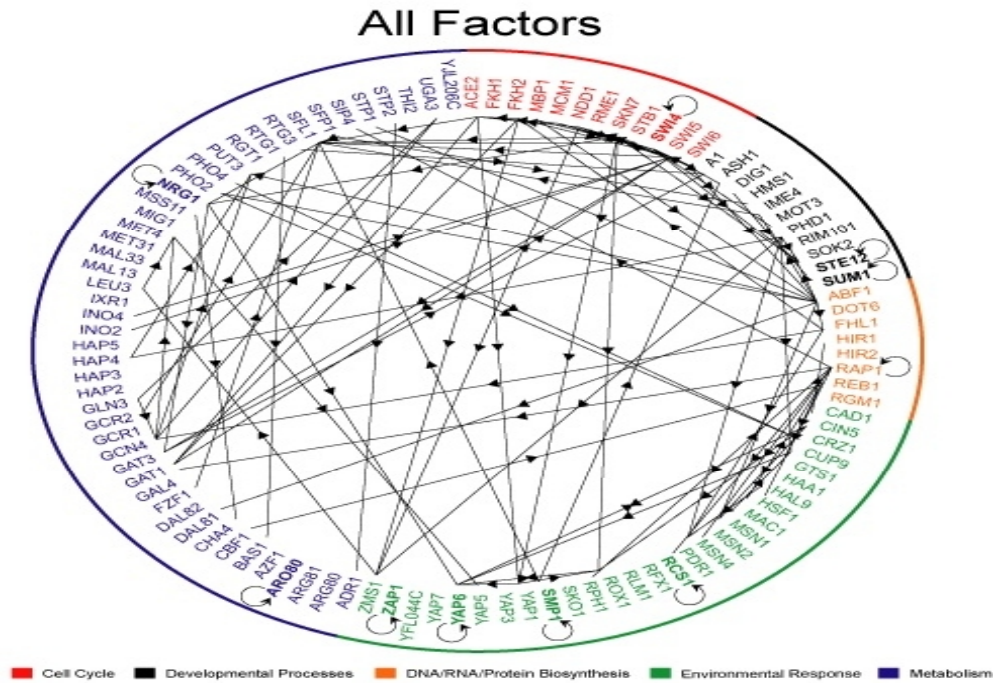 All Factors
YJL206C
ACE2
FKH1
FKH2
MBP1
MCM1
NDD1
RME1
SKN7
STB1
SWI4
SWI5
SWI6
A1
ASH1
DIG1
HMS1
IME4
MOT3
PHD1
RIM101
SOK2
STE12
SUM1
ABF1
DOT6
FHL1
HIR1
HIR2
RAP1
REB1
RGM1
CAD1
CIN5
CRZ1
CUP9
GTS1
HAA1
HAL9
HSF1
MAC1
MSN1
MSN2
MSN4
PDR1
RCS1
RFX1
RLM1
ROX1
RPH1
SKO1
SMP1
YAP1
YAP3
YAP5
YAP6
YAP7
YFL044C
ZAP1
ZMS1
ADR1
ARG80
ARG81
ARO80
AZF1
BAS1
CBF1
CHA4
DAL81
DAL82
FZF1
GAL4
GAT1
GAT3
GCN4
GCR1
GCR2
GLN3
HAP2
HAP3
HAP4
HAP5
INO2
INO4
IXR1
LEU3
MAL13
MAL33
MET31
MET4
MIG1
MSS11
NRG1
PHO2
PHO4
PUT3
RGT1
RTG1
RTG3
SFL1
SFP1
SIP4
STP1
STP2
THI2
UGA3
Cell Cycle
Developmental Processes
DNA/RNA/Protein Biosynthesis
Environmental Response
Metabolism